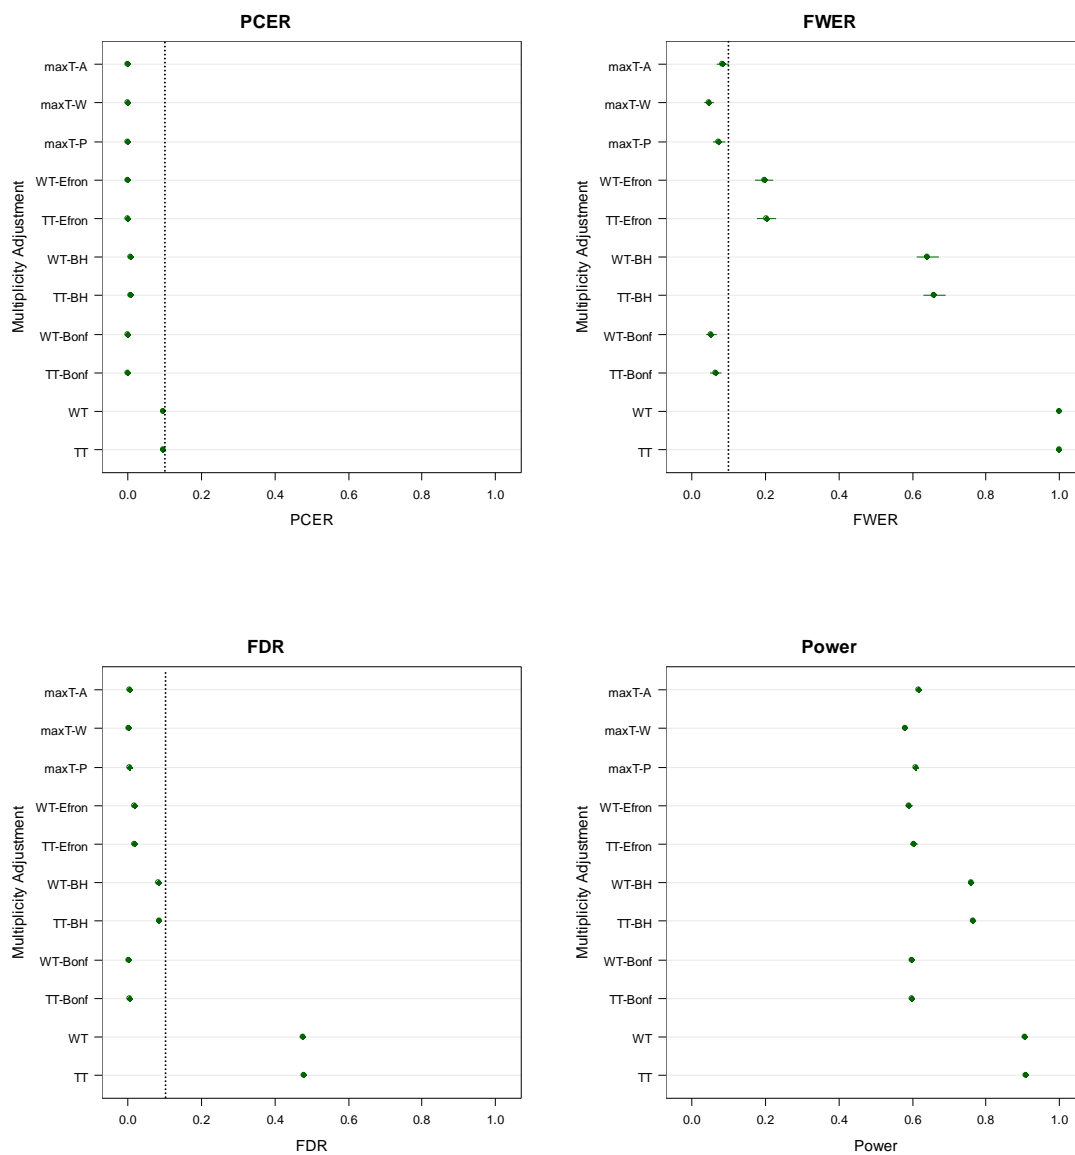 PCER
Multiplicity Adjustment
maxT-A
maxT-W
maxT-P
WT-Efron
TT-Efron
WT-BH
TT-BH
WT-Bonf
TT-Bonf
WT
TT
0.0 0.2 0.4 0.6 0.8 1.0
PCER
FWER
Multiplicity Adjustment
maxT-A
maxT-W
maxT-P
WT-Efron
TT-Efron
WT-BH
TT-BH
WT-Bonf
TT-Bonf
WT
TT
0.0 0.2 0.4 0.6 0.8 1.0
FWER
FDR
Multiplicity Adjustment
maxT-A
maxT-W
maxT-P
WT-Efron
TT-Efron
WT-BH
TT-BH
WT-Bonf
TT-Bonf
WT
TT
0.0 0.2 0.4 0.6 0.8 1.0
FDR
Power
Multiplicity Adjustment
maxT-A
maxT-W
maxT-P
WT-Efron
TT-Efron
WT-BH
TT-BH
WT-Bonf
TT-Bonf
WT
TT
0.0 0.2 0.4 0.6 0.8 1.0
Power